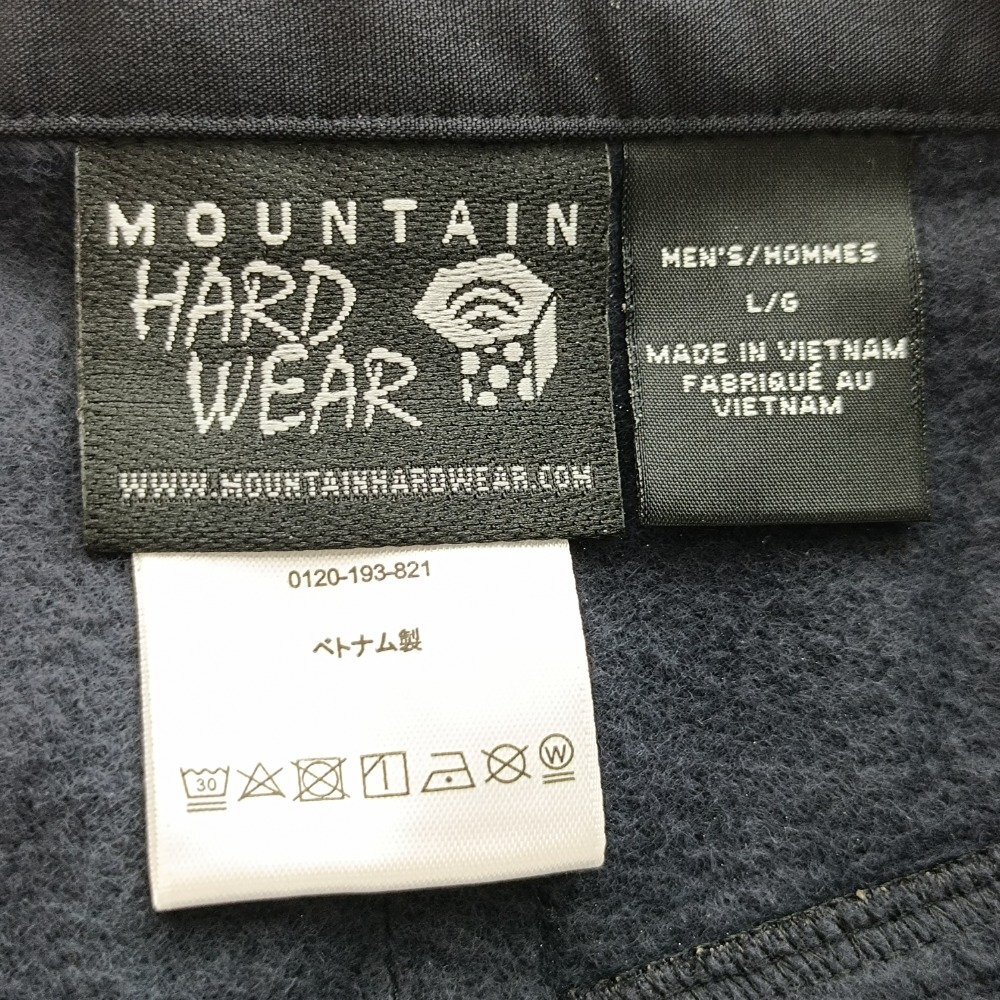 MOUNTAIN
HARD
WEAR
WWW.MOUNTAINHARDWEAR.COM
MEN'S/HOMMES
L/G
MADE IN VIETNAM
FABRIQUÉ AU
VIETNAM
0120-193-821
ベトナム製
30
W